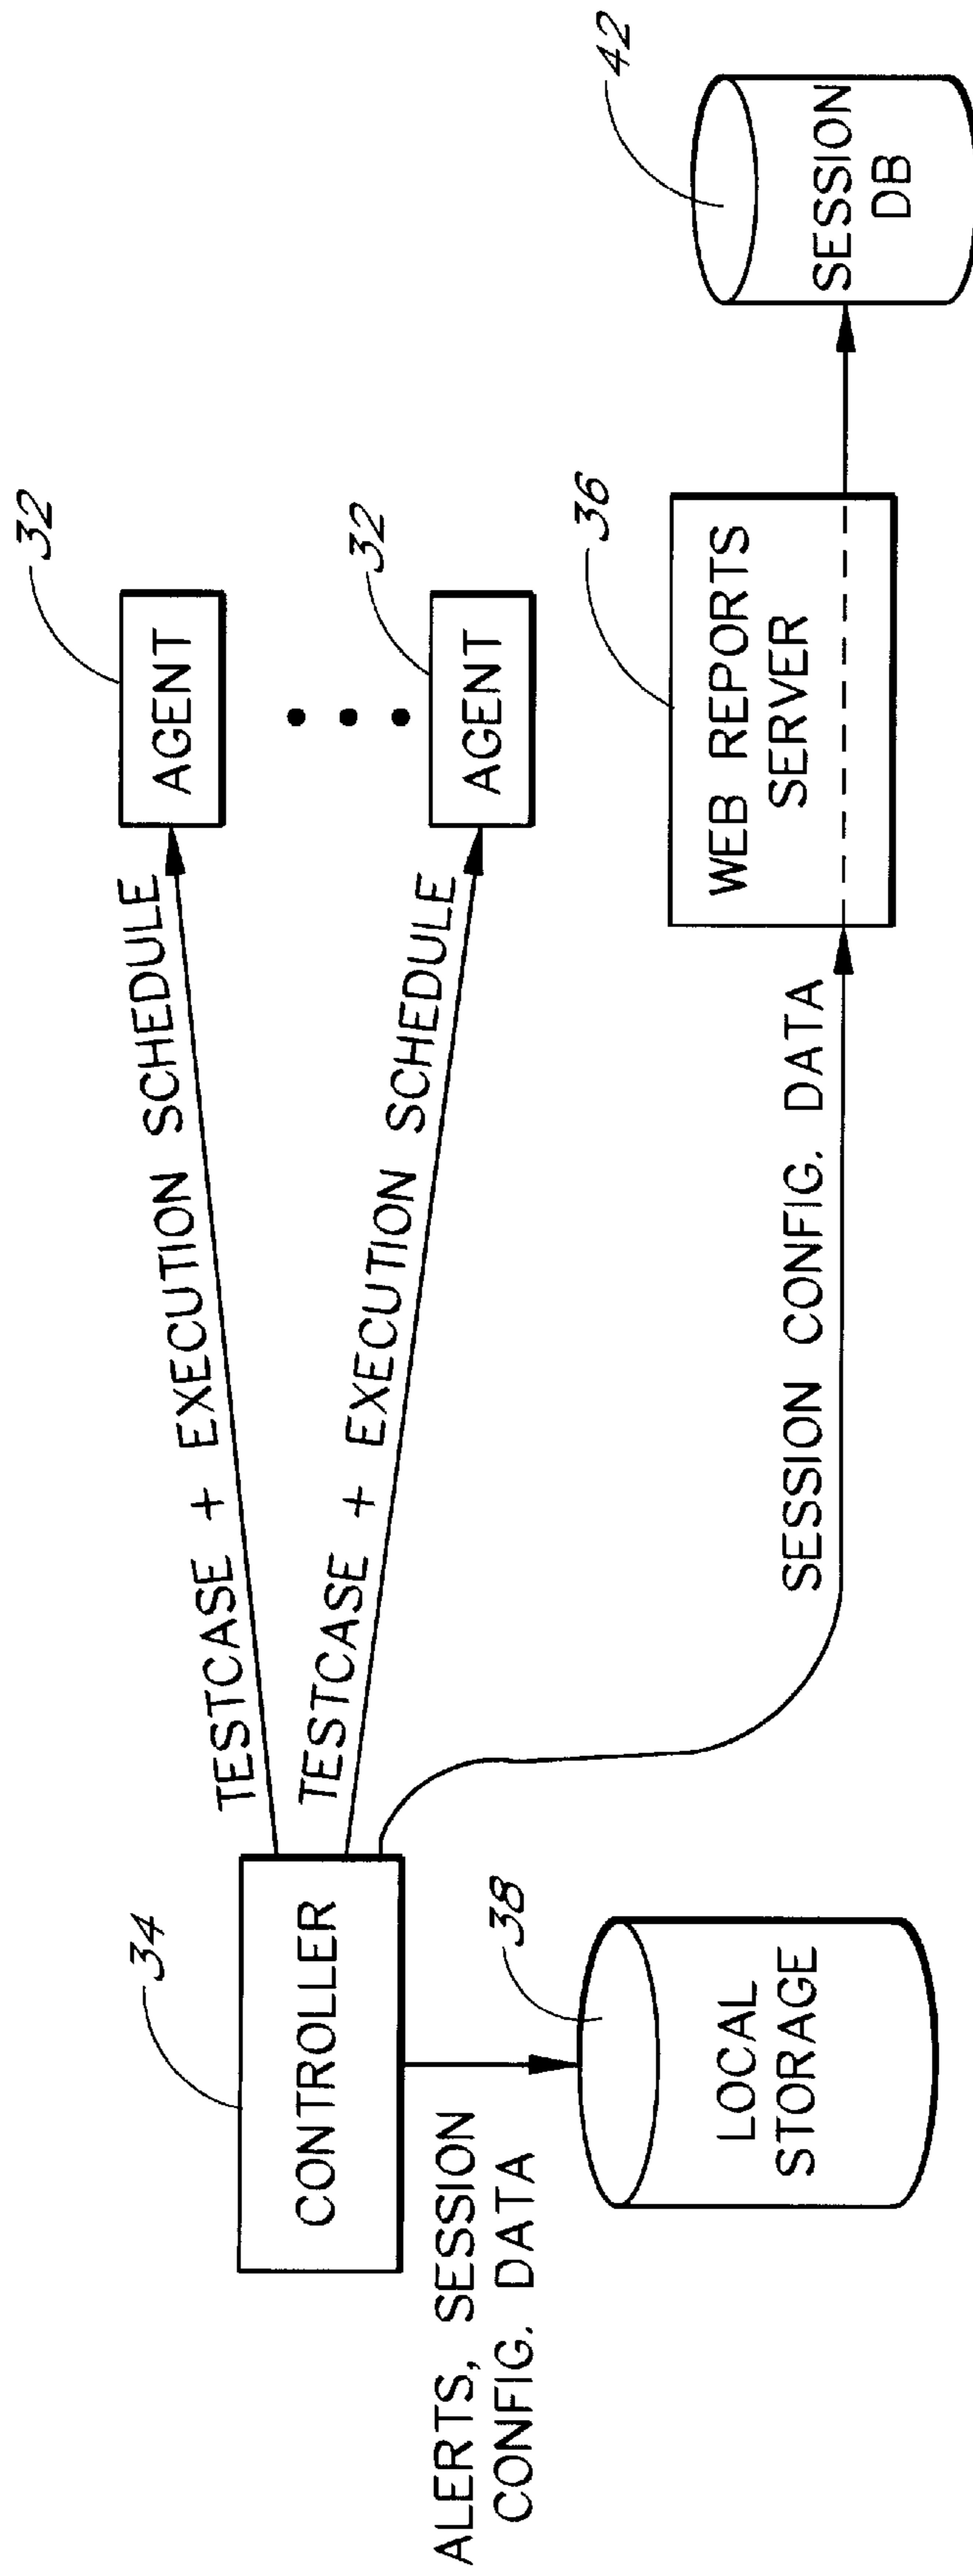 32
AGENT
TESTCASE + EXECUTION SCHEDULE
34
CONTROLLER
32
AGENT
TESTCASE + EXECUTION SCHEDULE
ALERTS, SESSION
CONFIG. DATA
38
LOCAL
STORAGE
SESSION CONFIG. DATA
36
WEB REPORTS
SERVER
42
SESSION
DB